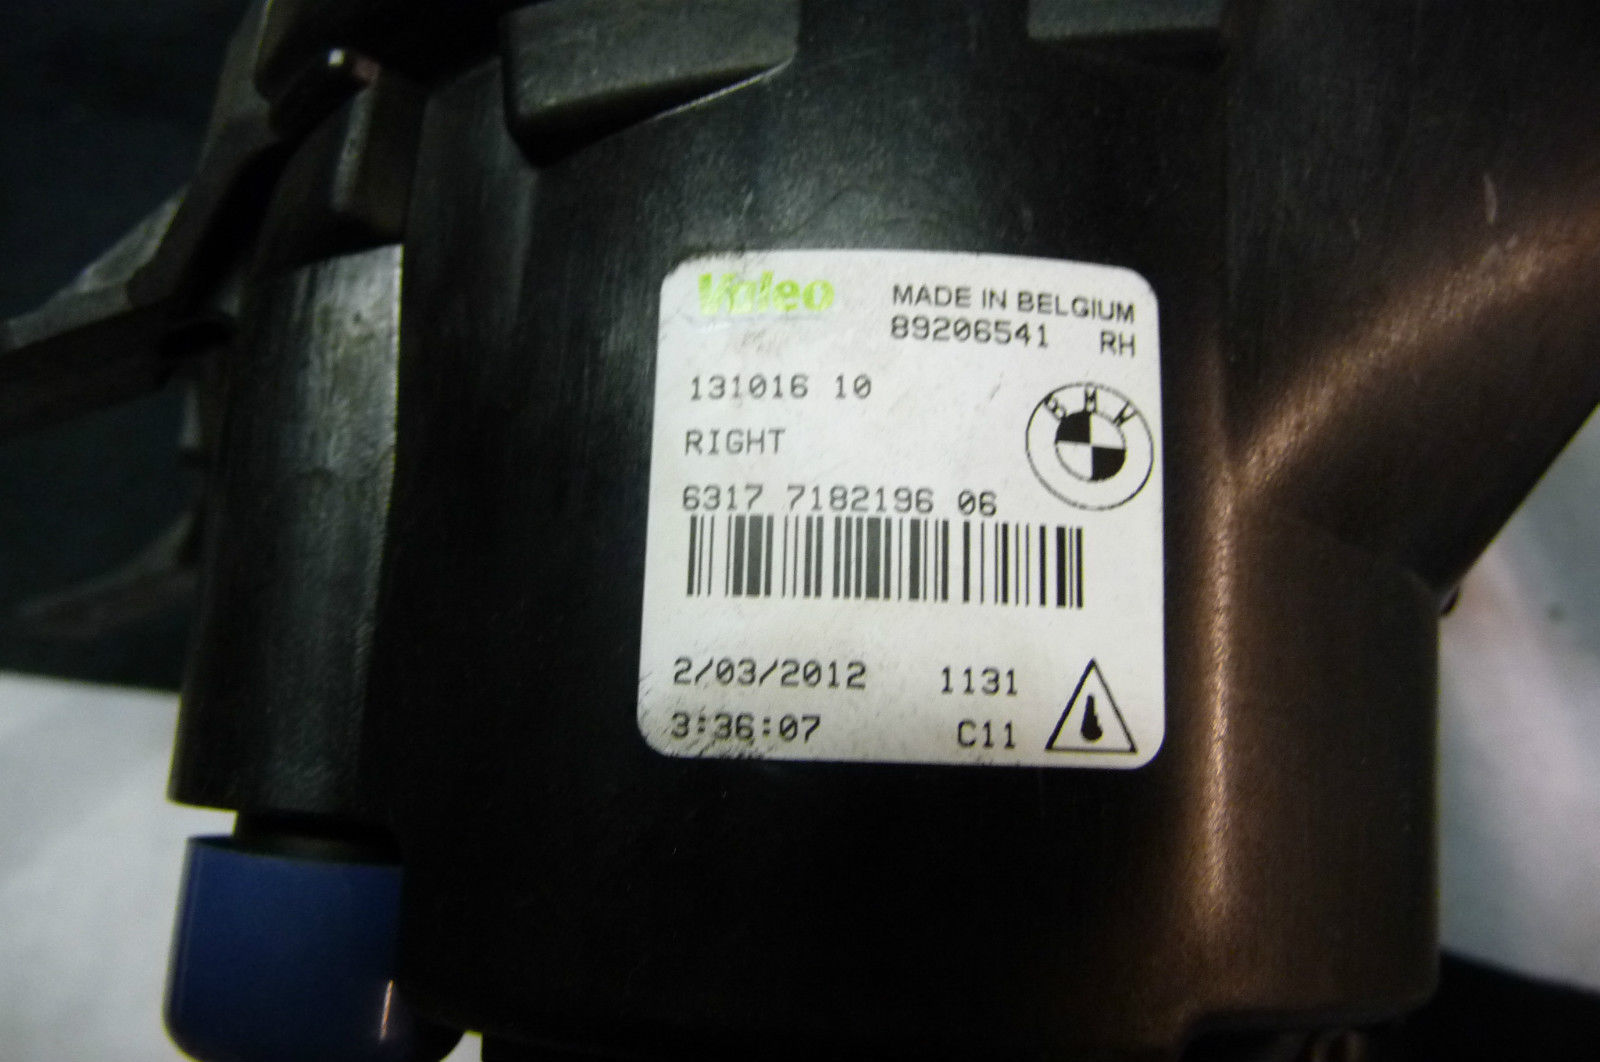 Valeo
MADE IN BELGIUM
89206541 RH
131016 10
BMW
RIGHT
6317 7182196 06
2/03/2012 1131
3:36:07 C11